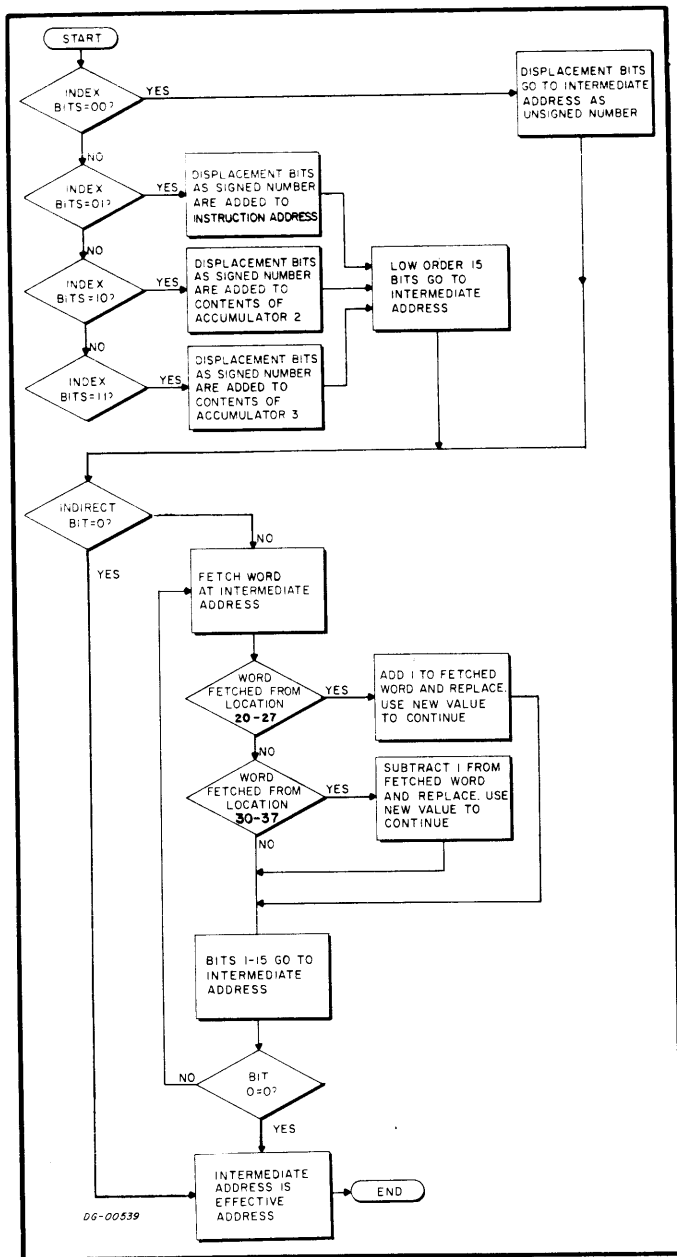 START
INDEX
BITS=00?
YES
DISPLACEMENT BITS
GO TO INTERMEDIATE
ADDRESS AS
UNSIGNED NUMBER
NO
INDEX
BITS=01?
YES
DISPLACEMENT BITS
AS SIGNED NUMBER
ARE ADDED TO
INSTRUCTION ADDRESS
NO
INDEX
BITS=10?
YES
DISPLACEMENT BITS
AS SIGNED NUMBER
ARE ADDED TO
CONTENTS OF
ACCUMULATOR 2
LOW ORDER 15
BITS GO TO
INTERMEDIATE
ADDRESS
NO
INDEX
BITS=11?
YES
DISPLACEMENT BITS
AS SIGNED NUMBER
ARE ADDED TO
CONTENTS OF
ACCUMULATOR 3
INDIRECT
BIT=0?
NO
YES
FETCH WORD
AT INTERMEDIATE
ADDRESS
WORD
FETCHED FROM
LOCATION
20-27
YES
ADD 1 TO FETCHED
WORD AND REPLACE.
USE NEW VALUE
TO CONTINUE
NO
WORD
FETCHED FROM
LOCATION
30-37
YES
SUBTRACT 1 FROM
FETCHED WORD
AND REPLACE. USE
NEW VALUE TO
CONTINUE
NO
BITS 1-15 GO TO
INTERMEDIATE
ADDRESS
NO
BIT
0=0?
YES
INTERMEDIATE
ADDRESS IS
EFFECTIVE
ADDRESS
END
DG-00539